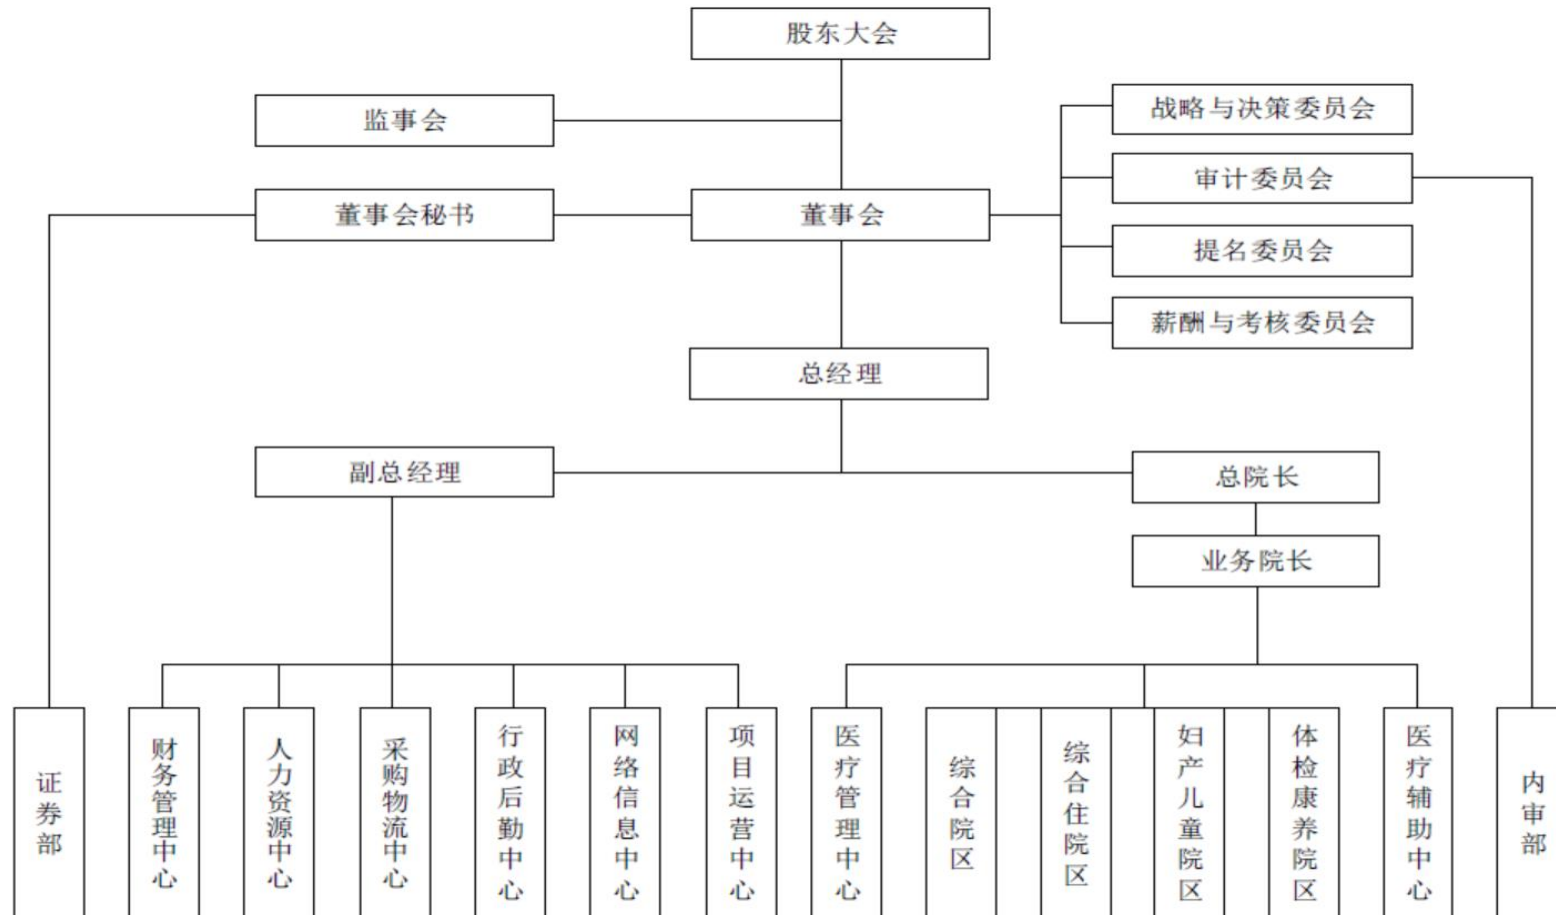 股东大会
监事会
战略与决策委员会
审计委员会
董事会秘书
董事会
提名委员会
薪酬与考核委员会
总经理
副总经理
总院长
业务院长
证券部
财务管理中心
人力资源中心
采购物流中心
行政后勤中心
网络信息中心
项目运营中心
医疗管理中心
综合院区
综合住院区
妇产儿童院区
体检康养院区
医疗辅助中心
内审部